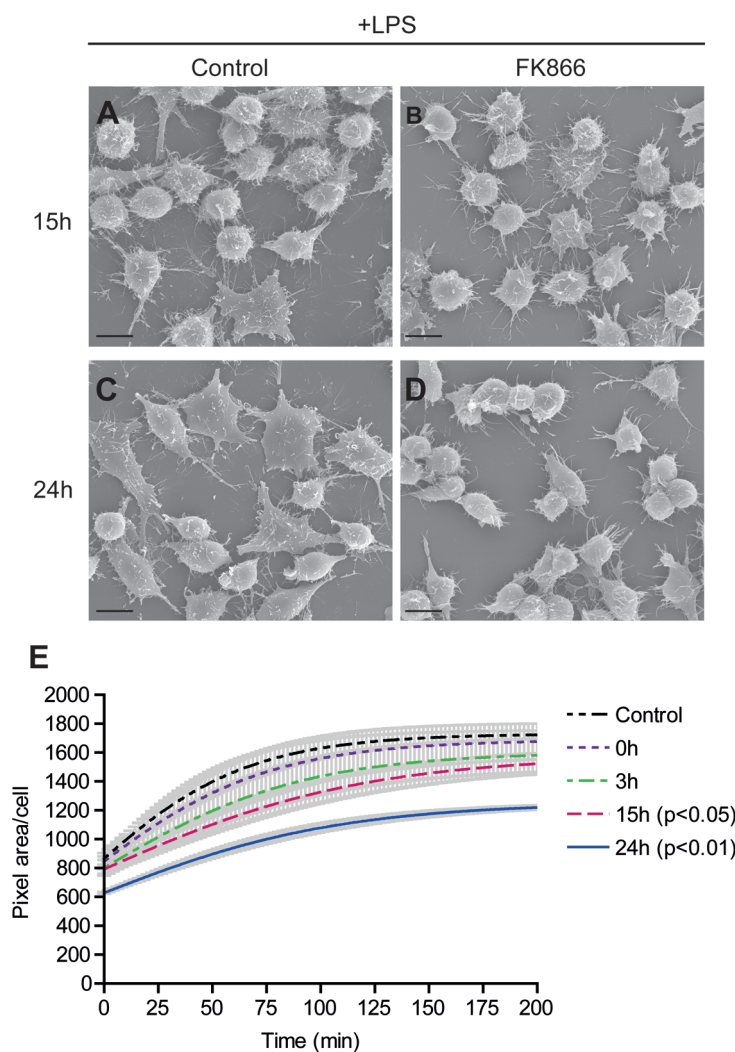 +LPS
Control FK866
A B
15h
C D
24h
E
2000
1800
1600
1400
1200
1000
800
600
400
200
0
Pixel area/cell
0 25 50 75 100 125 150 175 200
Time (min)
Control
0h
3h
15h (p<0.05)
24h (p<0.01)